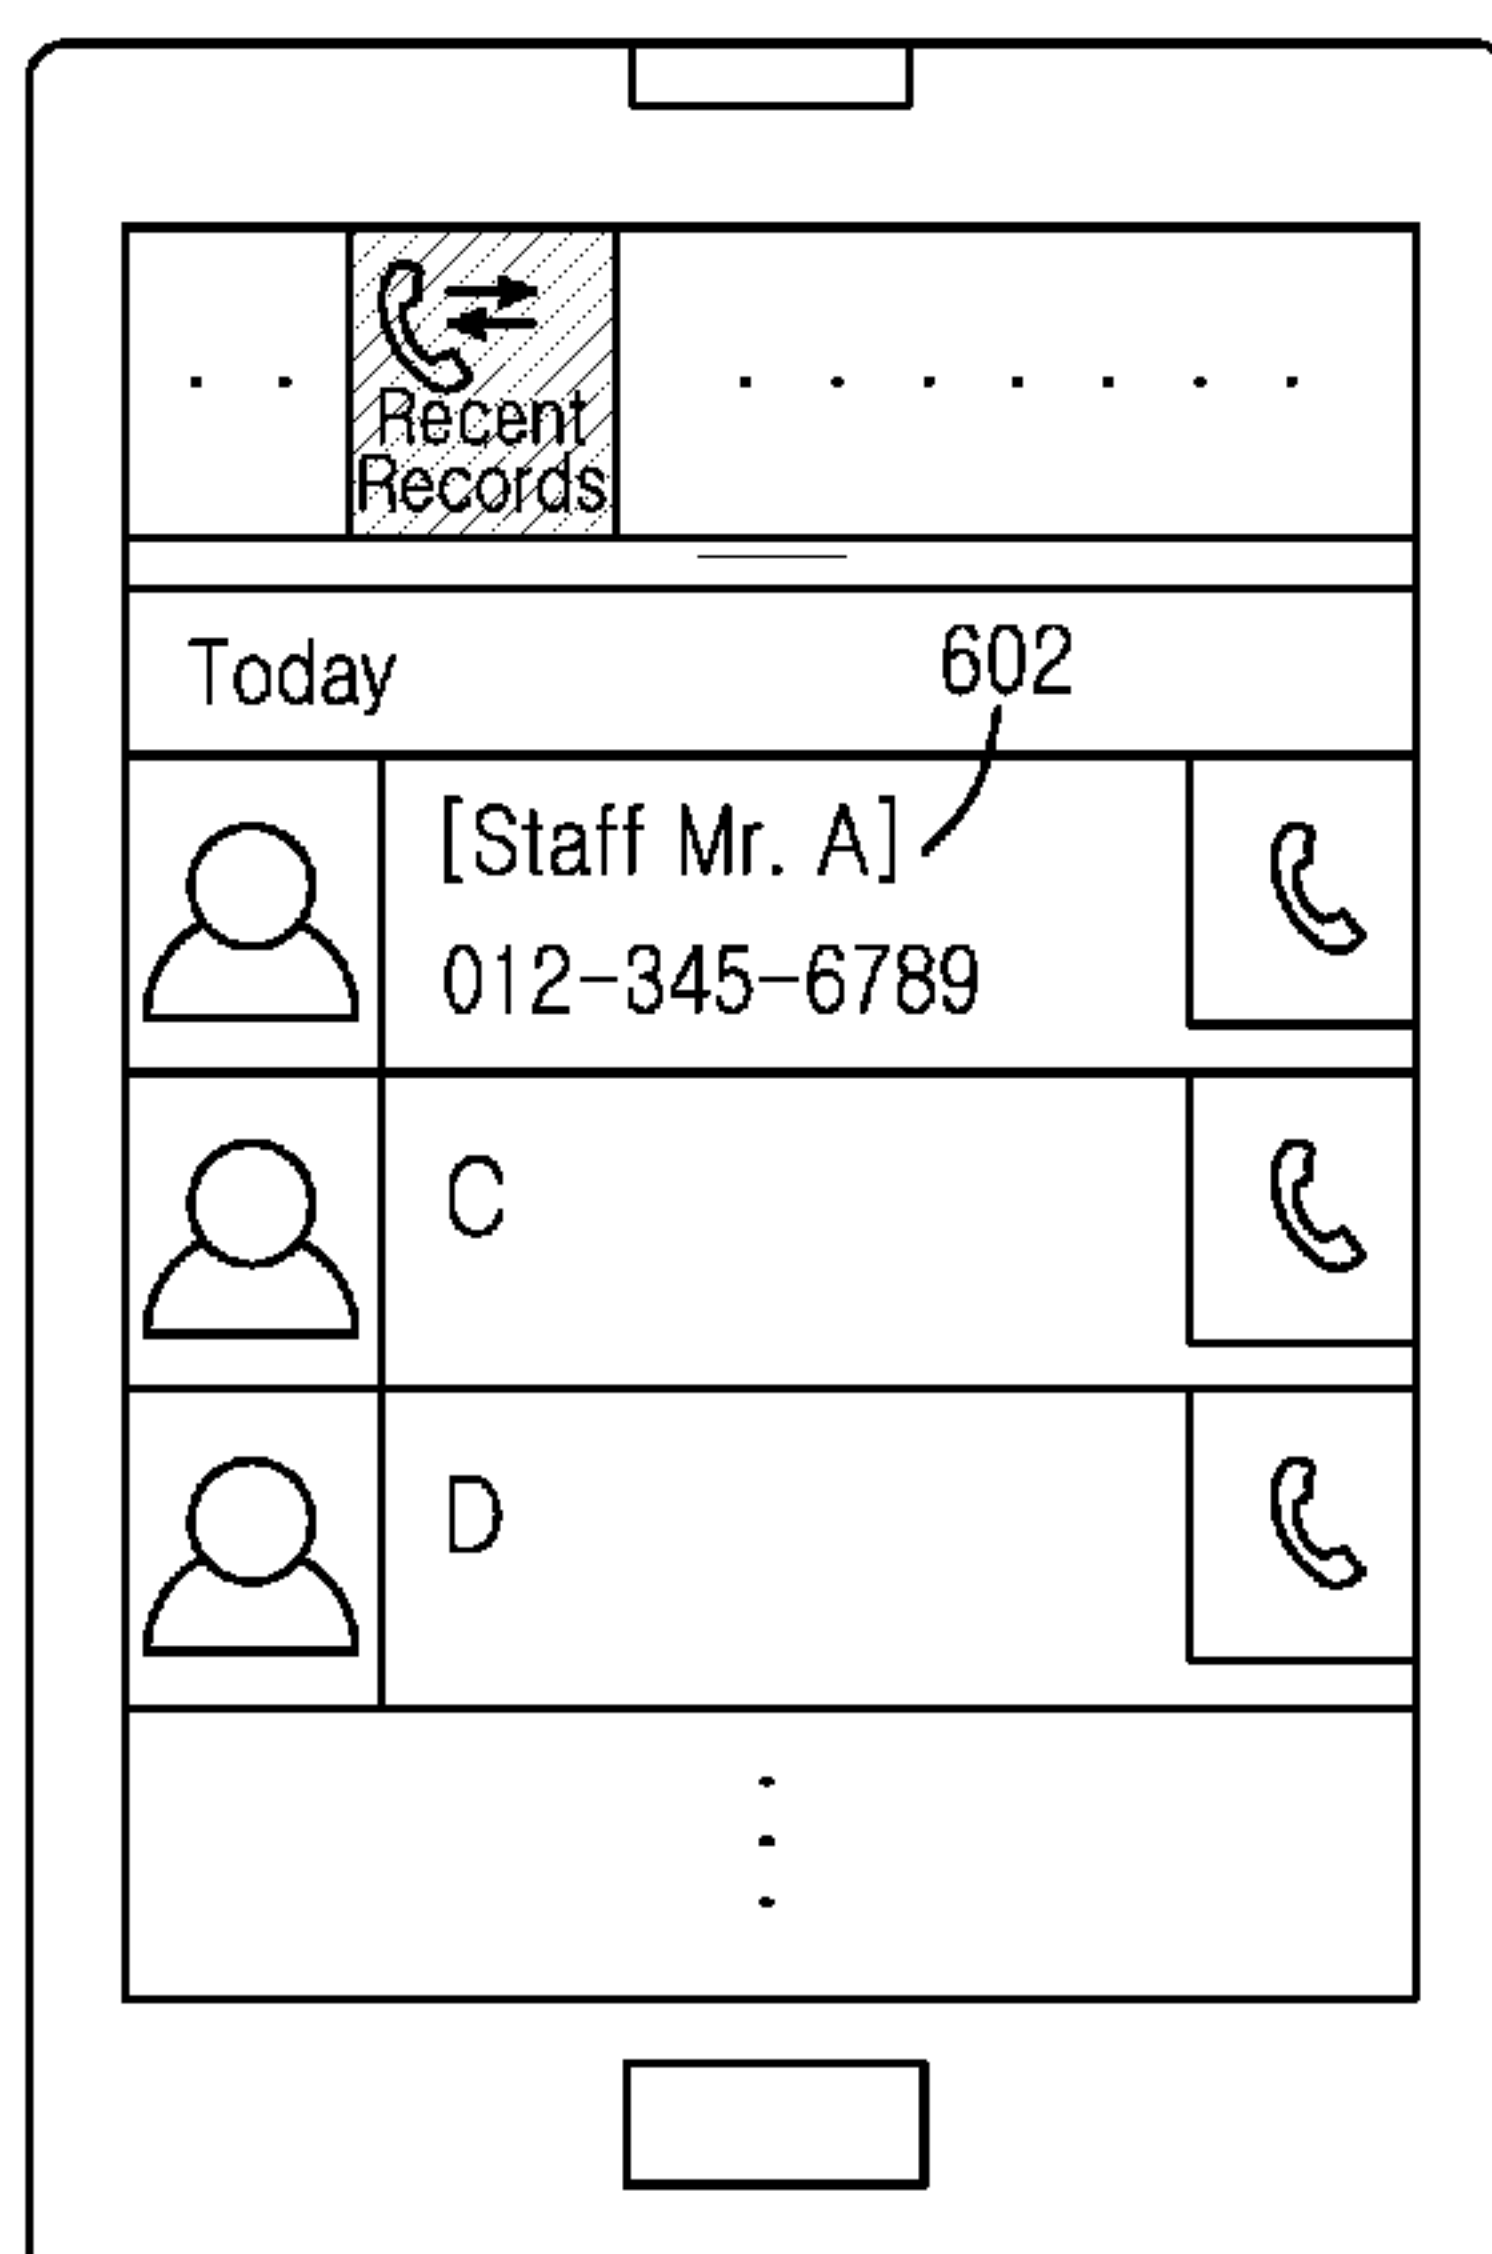 Recent
Records
Today
602
[Staff Mr. A]
012-345-6789
C
D